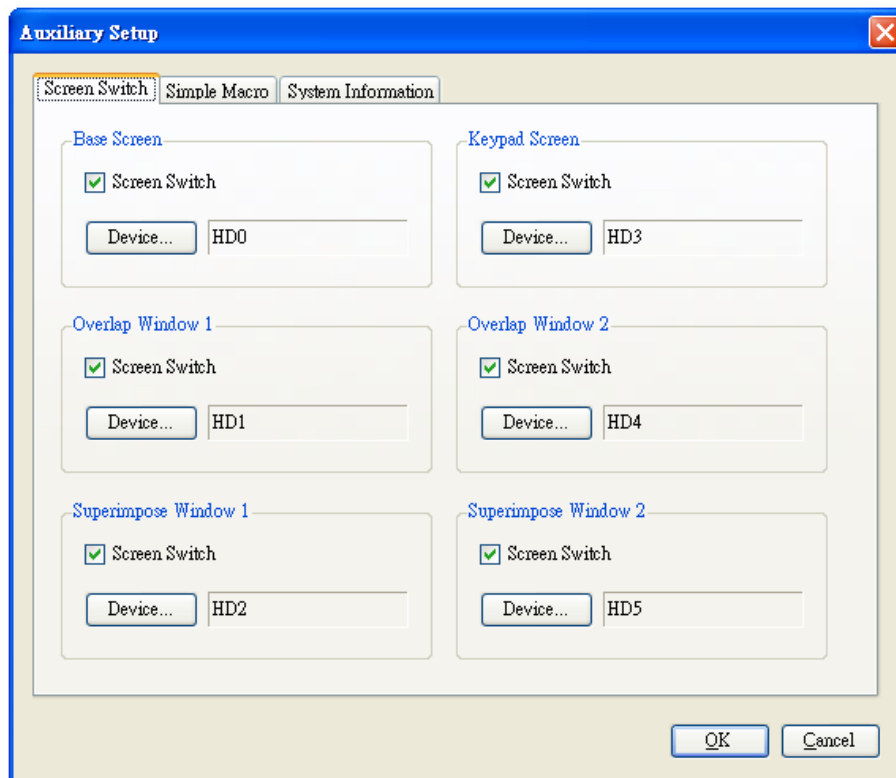 Auxiliary Setup
Screen Switch Simple Macro System Information
Base Screen
Screen Switch
Device... HD0
Keypad Screen
Screen Switch
Device... HD3
Overlap Window 1
Screen Switch
Device... HD1
Overlap Window 2
Screen Switch
Device... HD4
Superimpose Window 1
Screen Switch
Device... HD2
Superimpose Window 2
Screen Switch
Device... HD5
OK Cancel